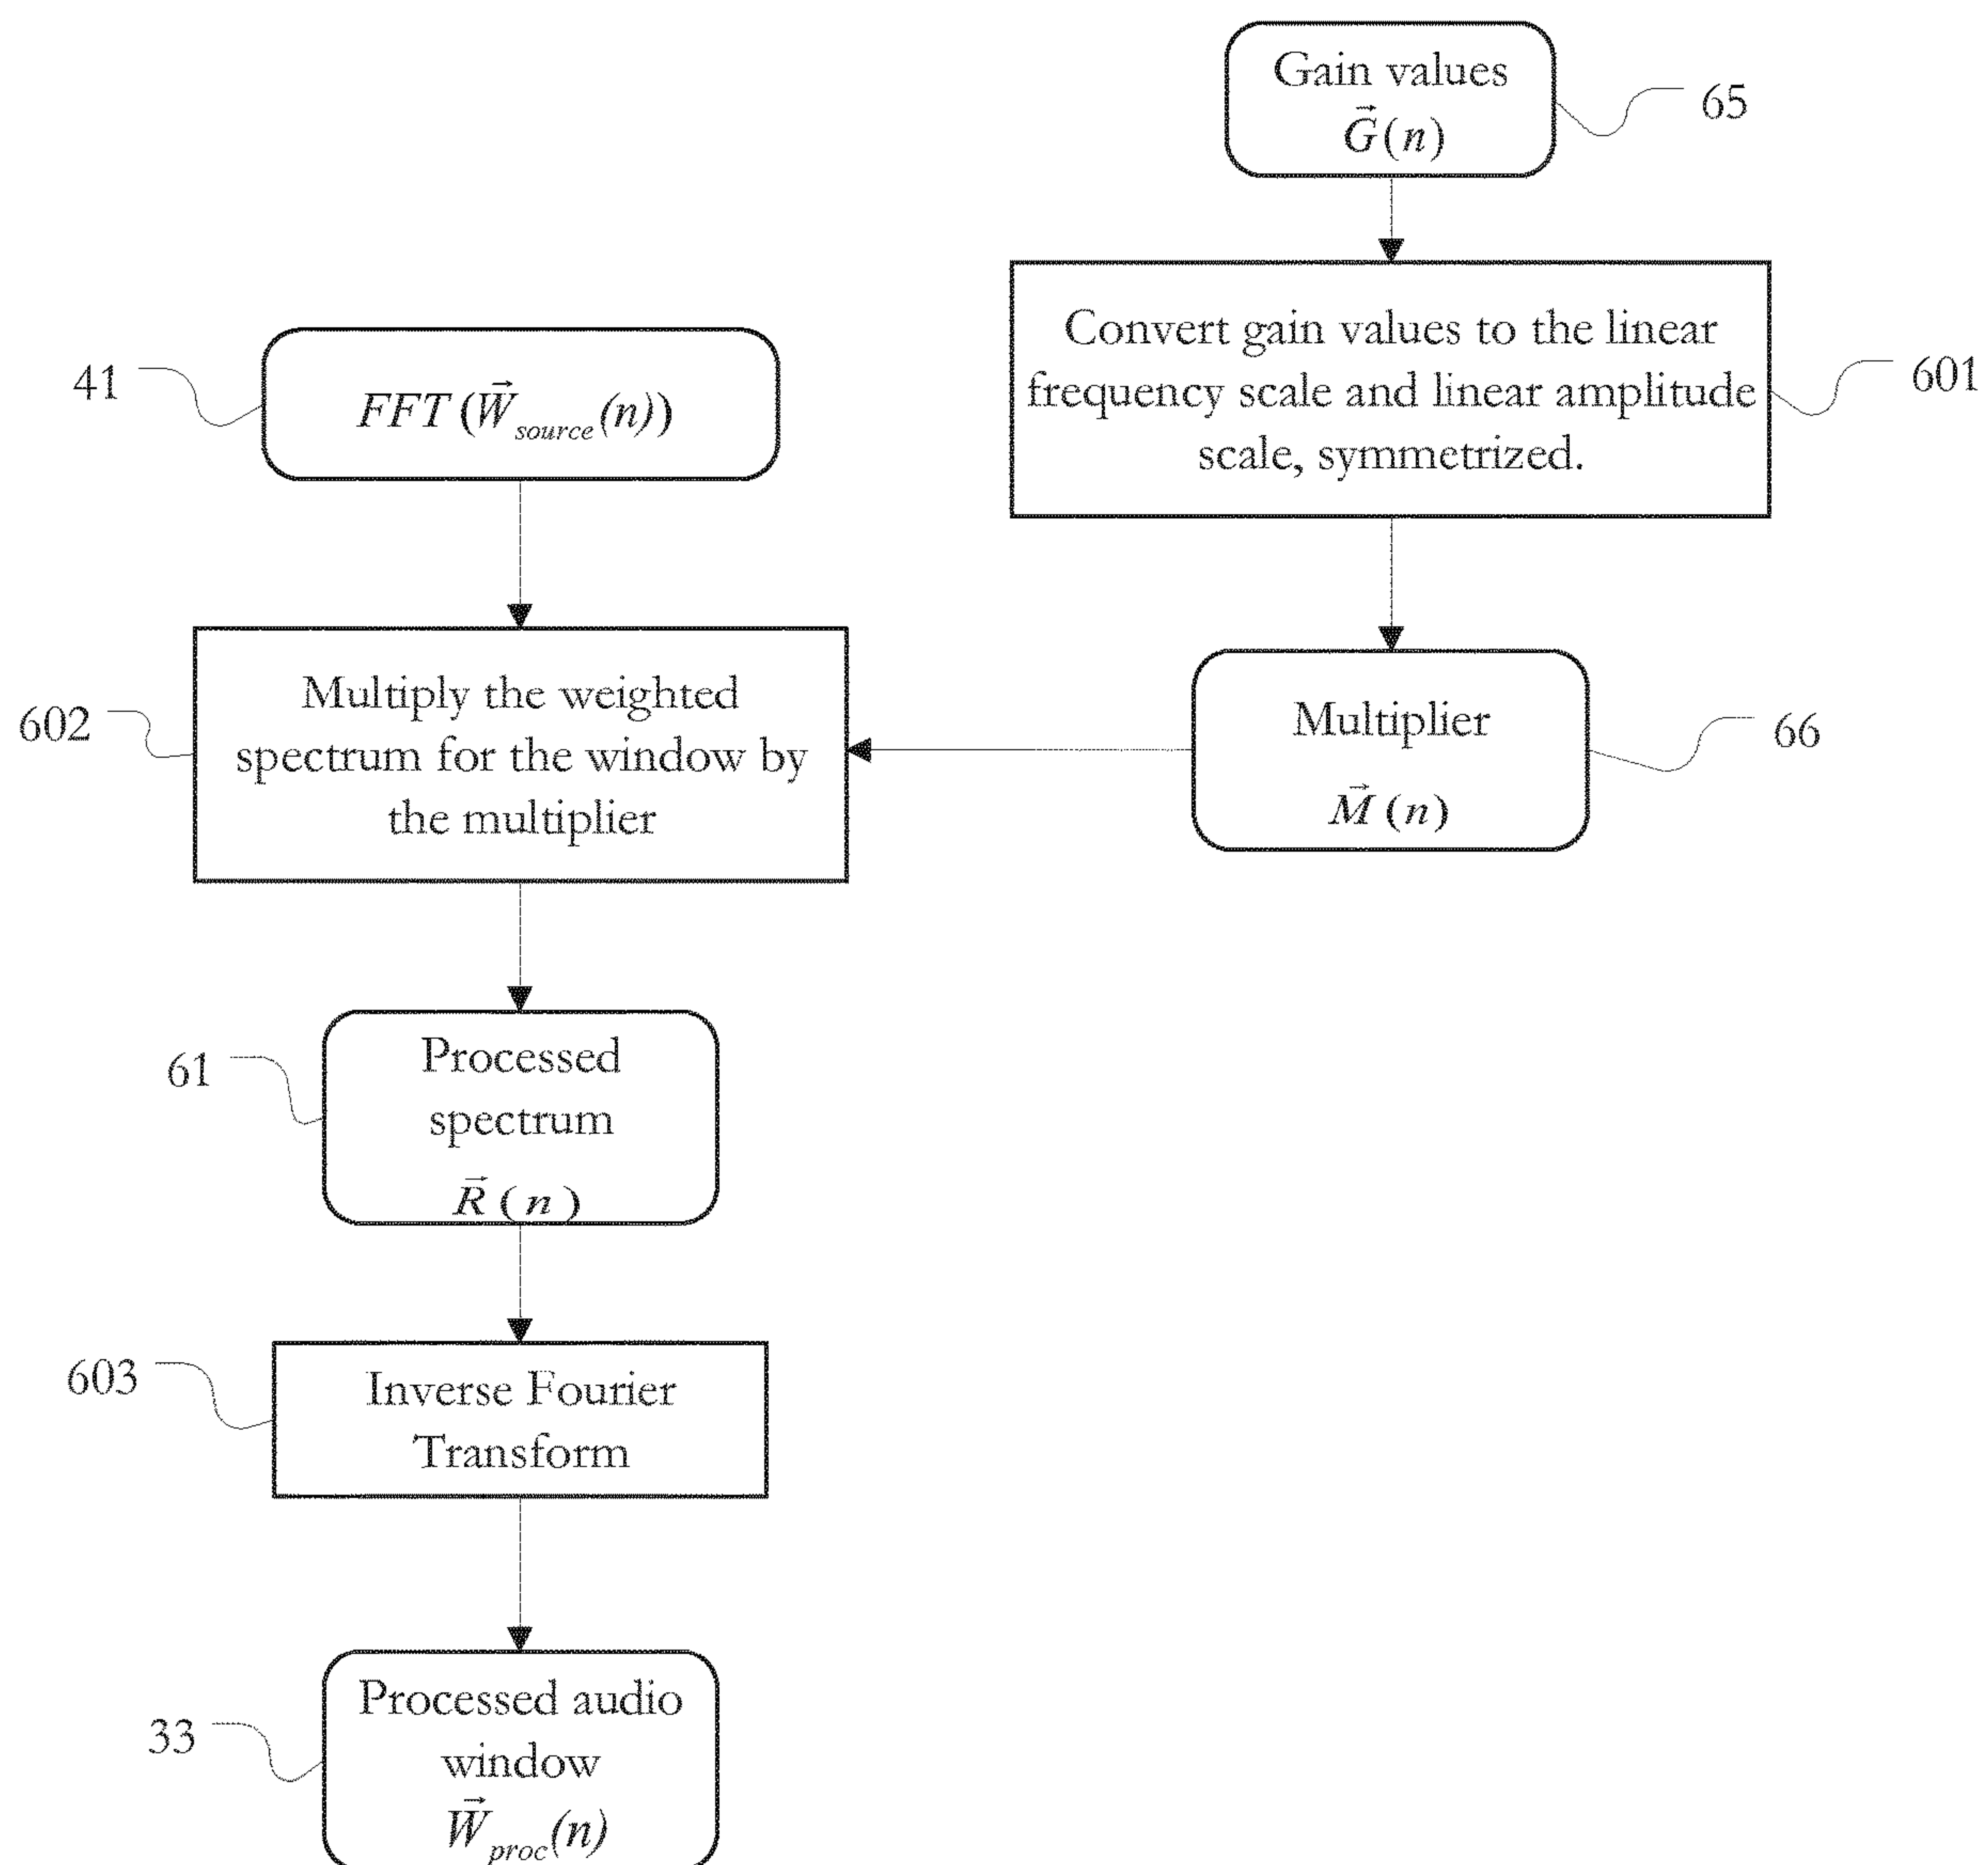 Gain values
G⃗(n)
65
Convert gain values to the linear
frequency scale and linear amplitude
scale, symmetrized.
601
41
FFT (W⃗source(n))
602
Multiply the weighted
spectrum for the window by
the multiplier
Multiplier
M⃗ (n)
66
61
Processed
spectrum
R⃗ ( n )
603
Inverse Fourier
Transform
33
Processed audio
window
W⃗proc(n)